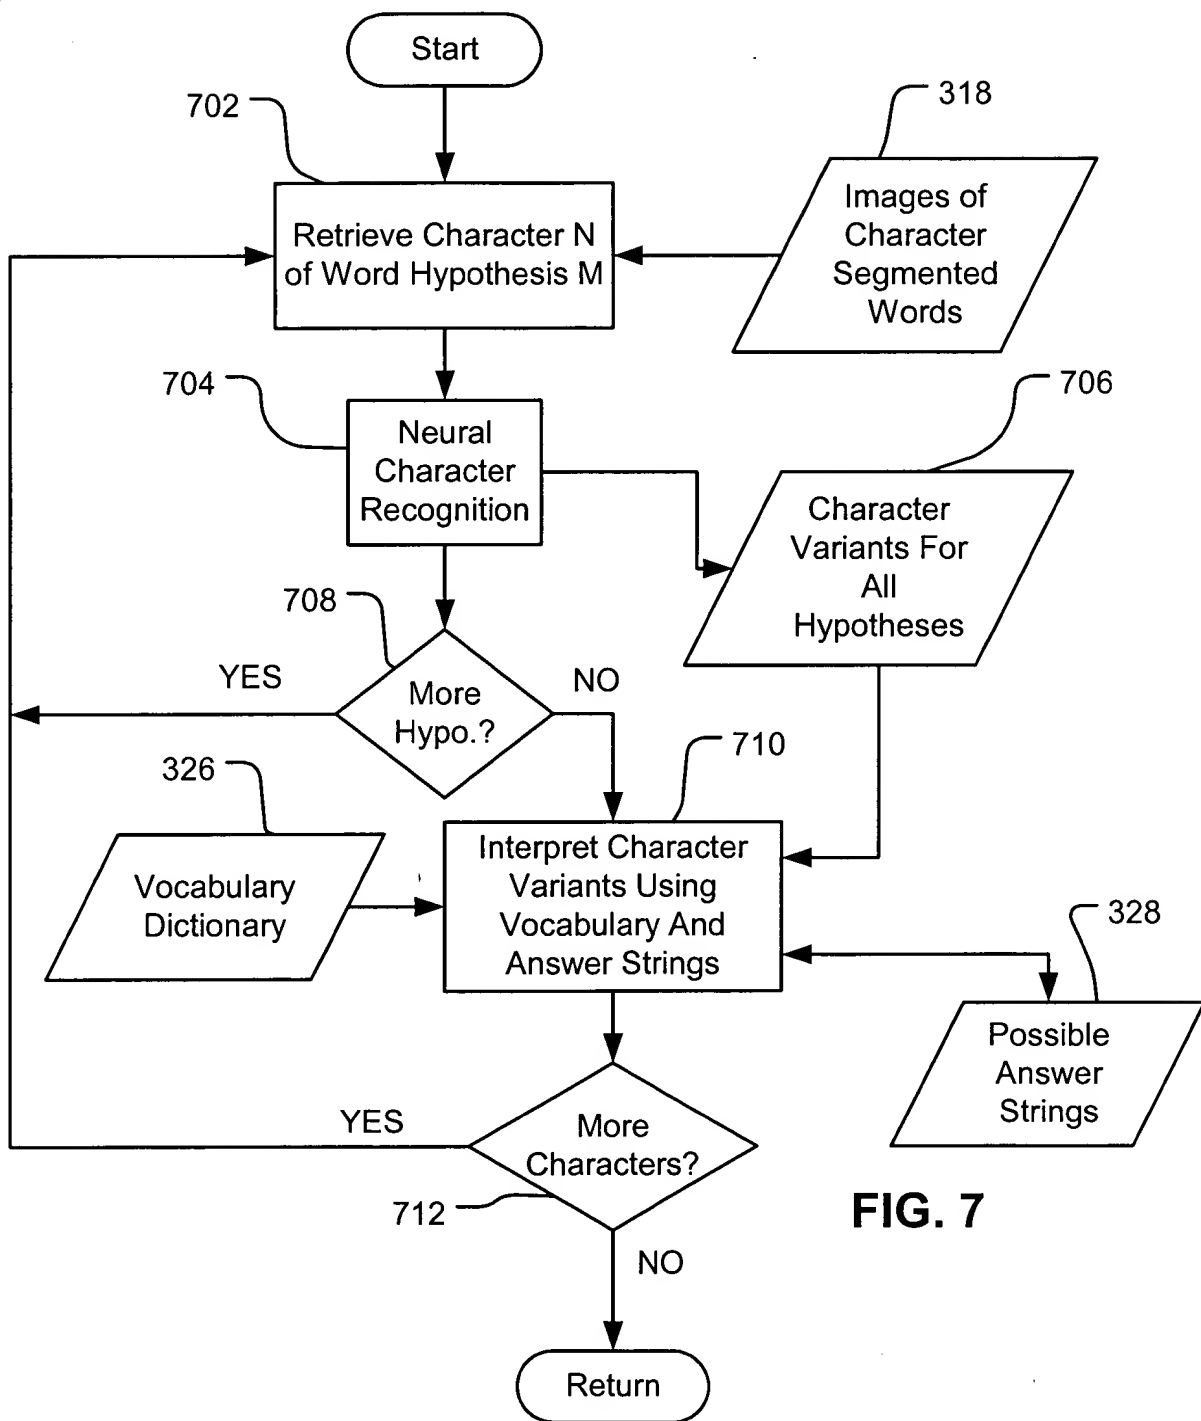 Start
702
318
Retrieve Character N
of Word Hypothesis M
Images of
Character
Segmented
Words
704
706
Neural
Character
Recognition
Character
Variants For
All
Hypotheses
708
YES
More
Hypo.?
NO
326
710
Vocabulary
Dictionary
Interpret Character
Variants Using
Vocabulary And
Answer Strings
328
Possible
Answer
Strings
YES
More
Characters?
712
FIG. 7
NO
Return